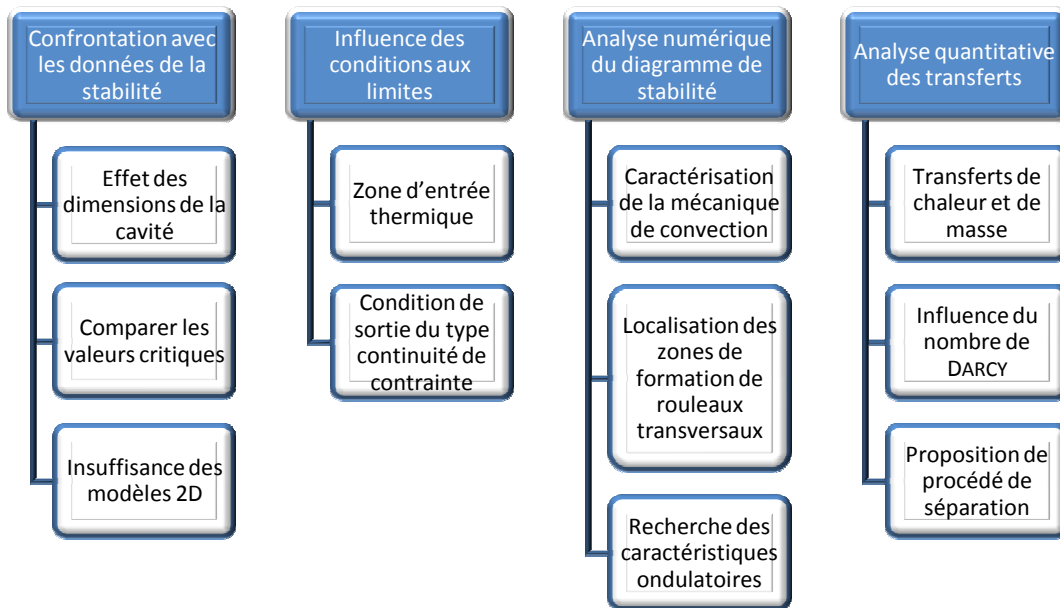 Confrontation avec
les données de la
stabilité
Effet des
dimensions de la
cavité
Comparer les
valeurs critiques
Insuffisance des
modèles 2D
Influence des
conditions aux
limites
Zone d'entrée
thermique
Condition de
sortie du type
continuité de
contrainte
Analyse numérique
du diagramme de
stabilité
Caractérisation
de la mécanique
de convection
Localisation des
zones de
formation de
rouleaux
transversaux
Recherche des
caractéristiques
ondulatoires
Analyse quantitative
des transferts
Transferts de
chaleur et de
masse
Influence du
nombre de
DARCY
Proposition de
procédé de
séparation